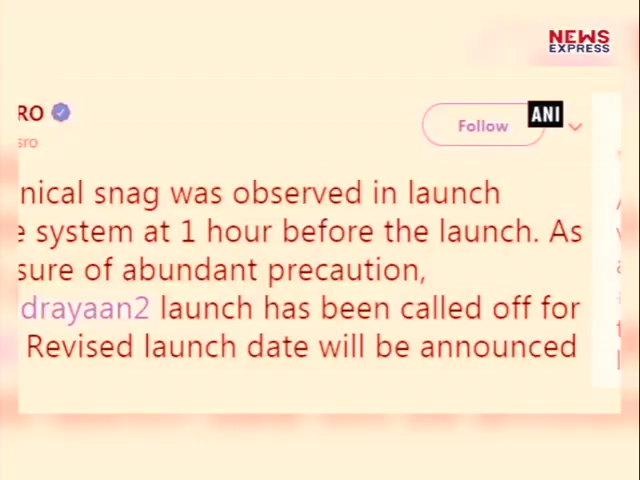 NEWS
EXPRESS
RO
sro
Follow
ANI
nical snag was observed in launch
e system at 1 hour before the launch. As
sure of abundant precaution,
drayaan2 launch has been called off for
Revised launch date will be announced